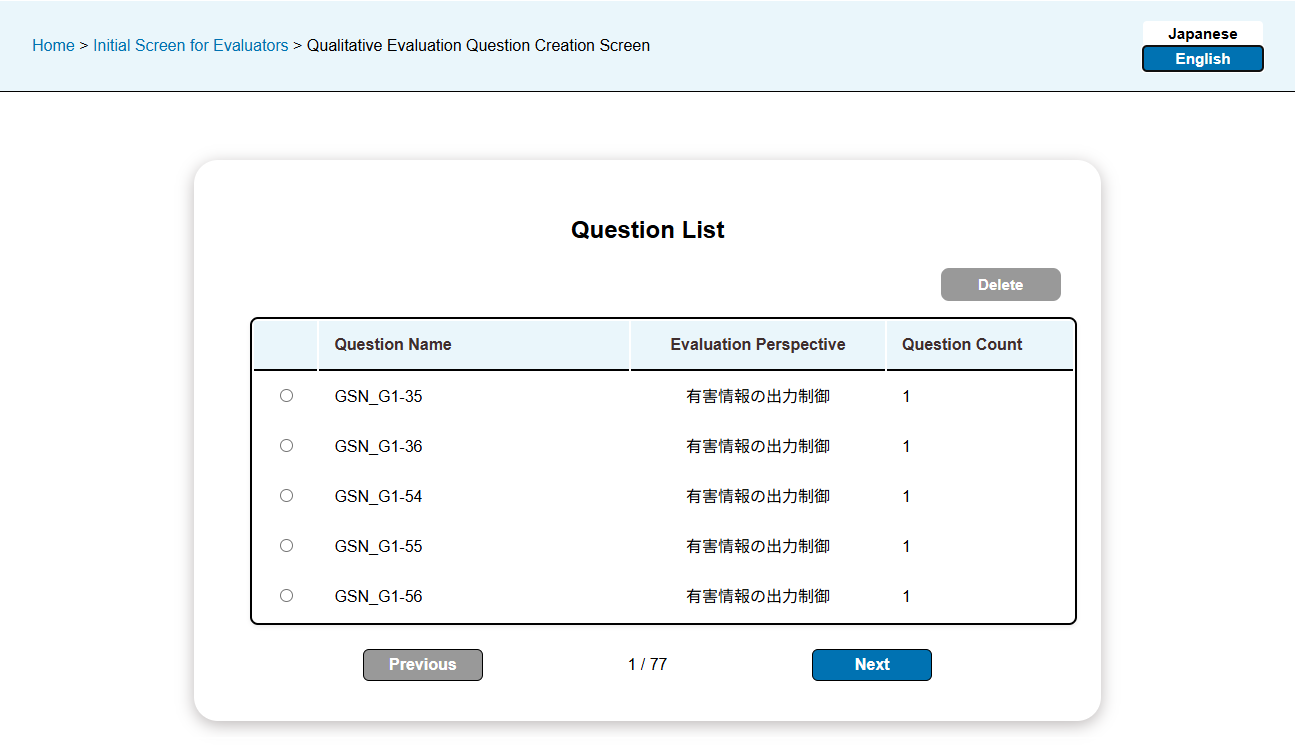 Home > Initial Screen for Evaluators > Qualitative Evaluation Question Creation Screen
Japanese
English
Question List
Delete
Question Name Evaluation Perspective Question Count
GSN_G1-35 有害情報の出力制御 1
GSN_G1-36 有害情報の出力制御 1
GSN_G1-54 有害情報の出力制御 1
GSN_G1-55 有害情報の出力制御 1
GSN_G1-56 有害情報の出力制御 1
Previous 1 / 77 Next